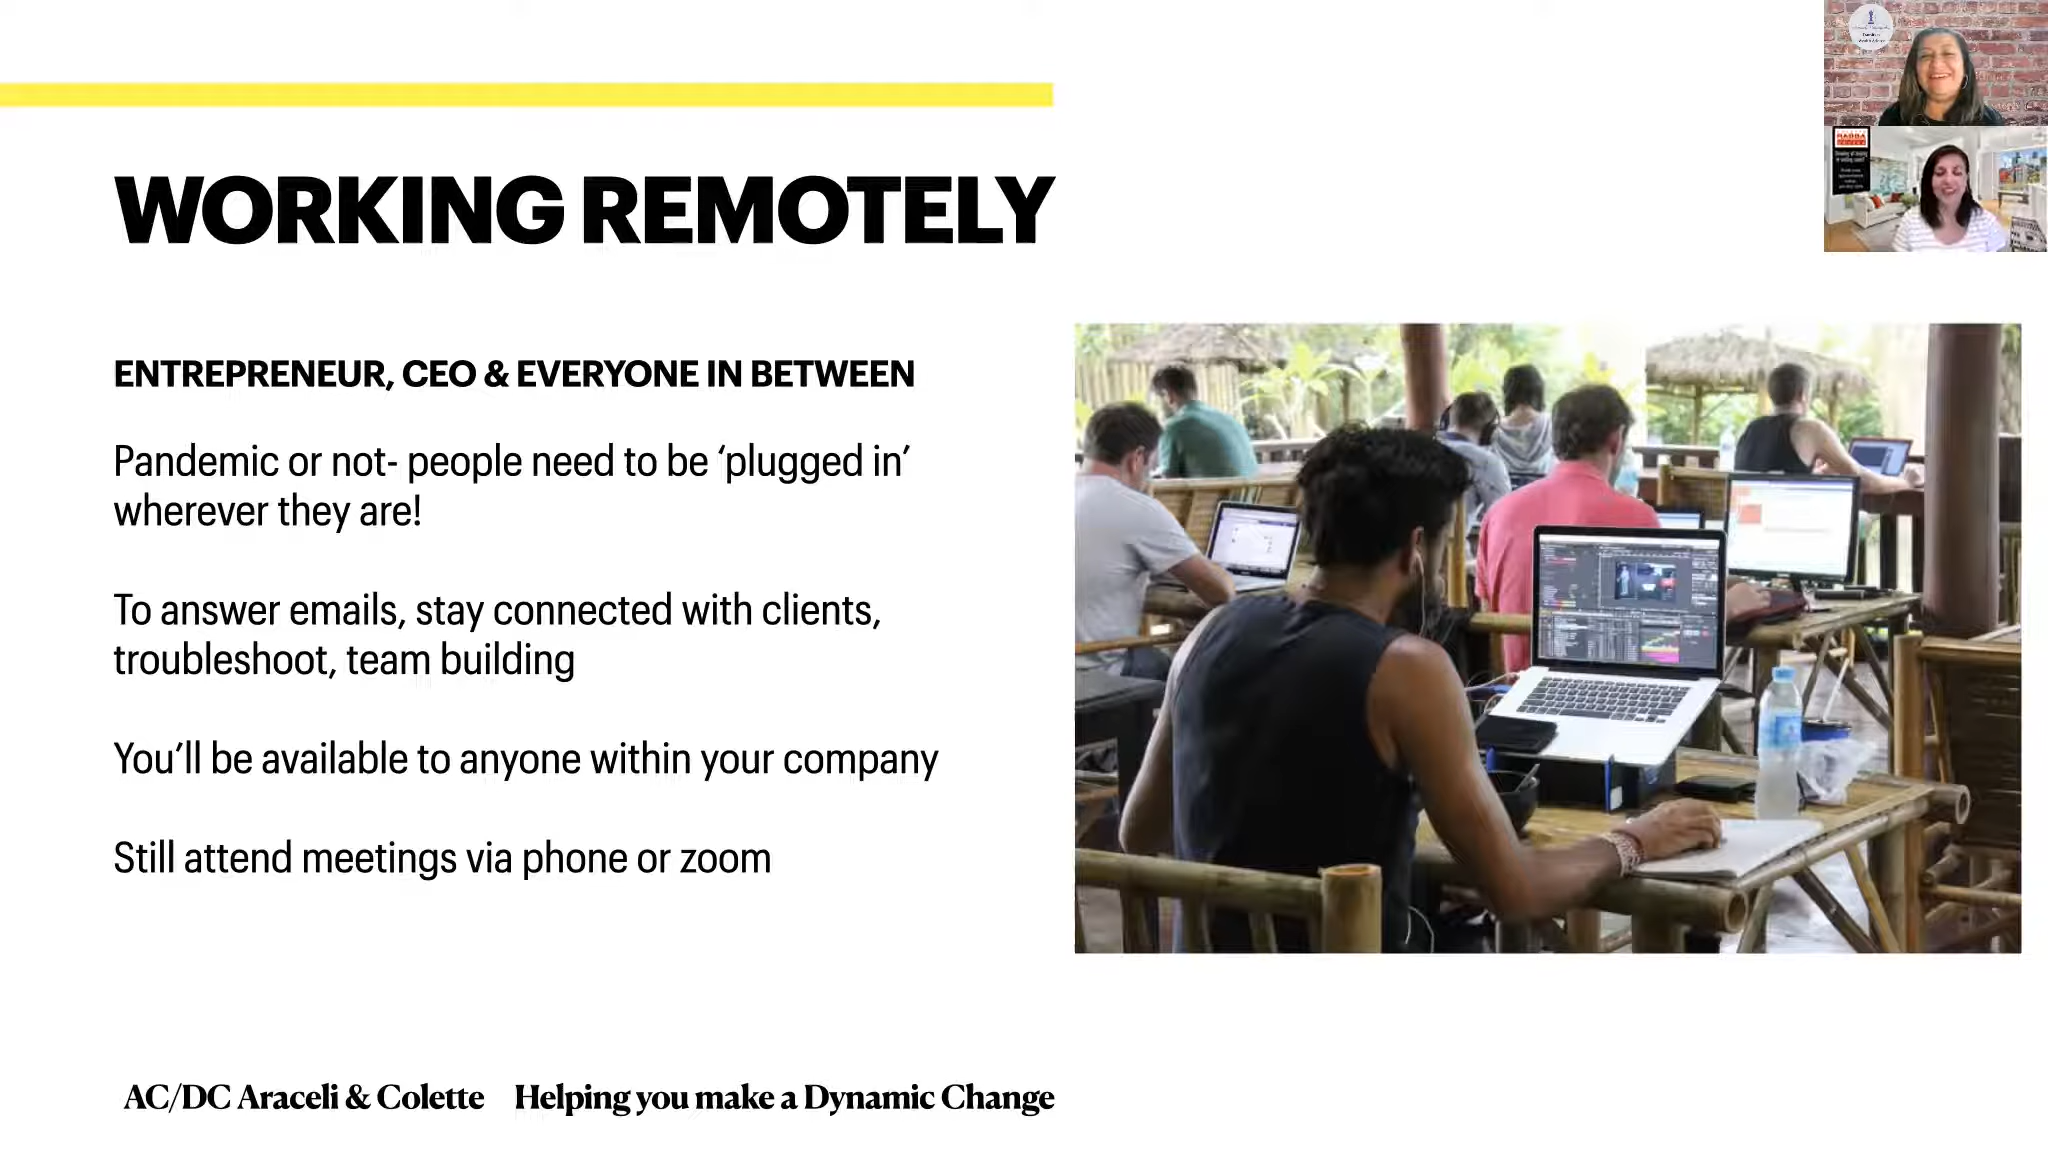 WORKING REMOTELY
ENTREPRENEUR, CEO & EVERYONE IN BETWEEN
Pandemic or not- people need to be ‘plugged in’
wherever they are!
To answer emails, stay connected with clients,
troubleshoot, team building
You’ll be available to anyone within your company
Still attend meetings via phone or zoom
AC/DC Araceli & Colette Helping you make a Dynamic Change